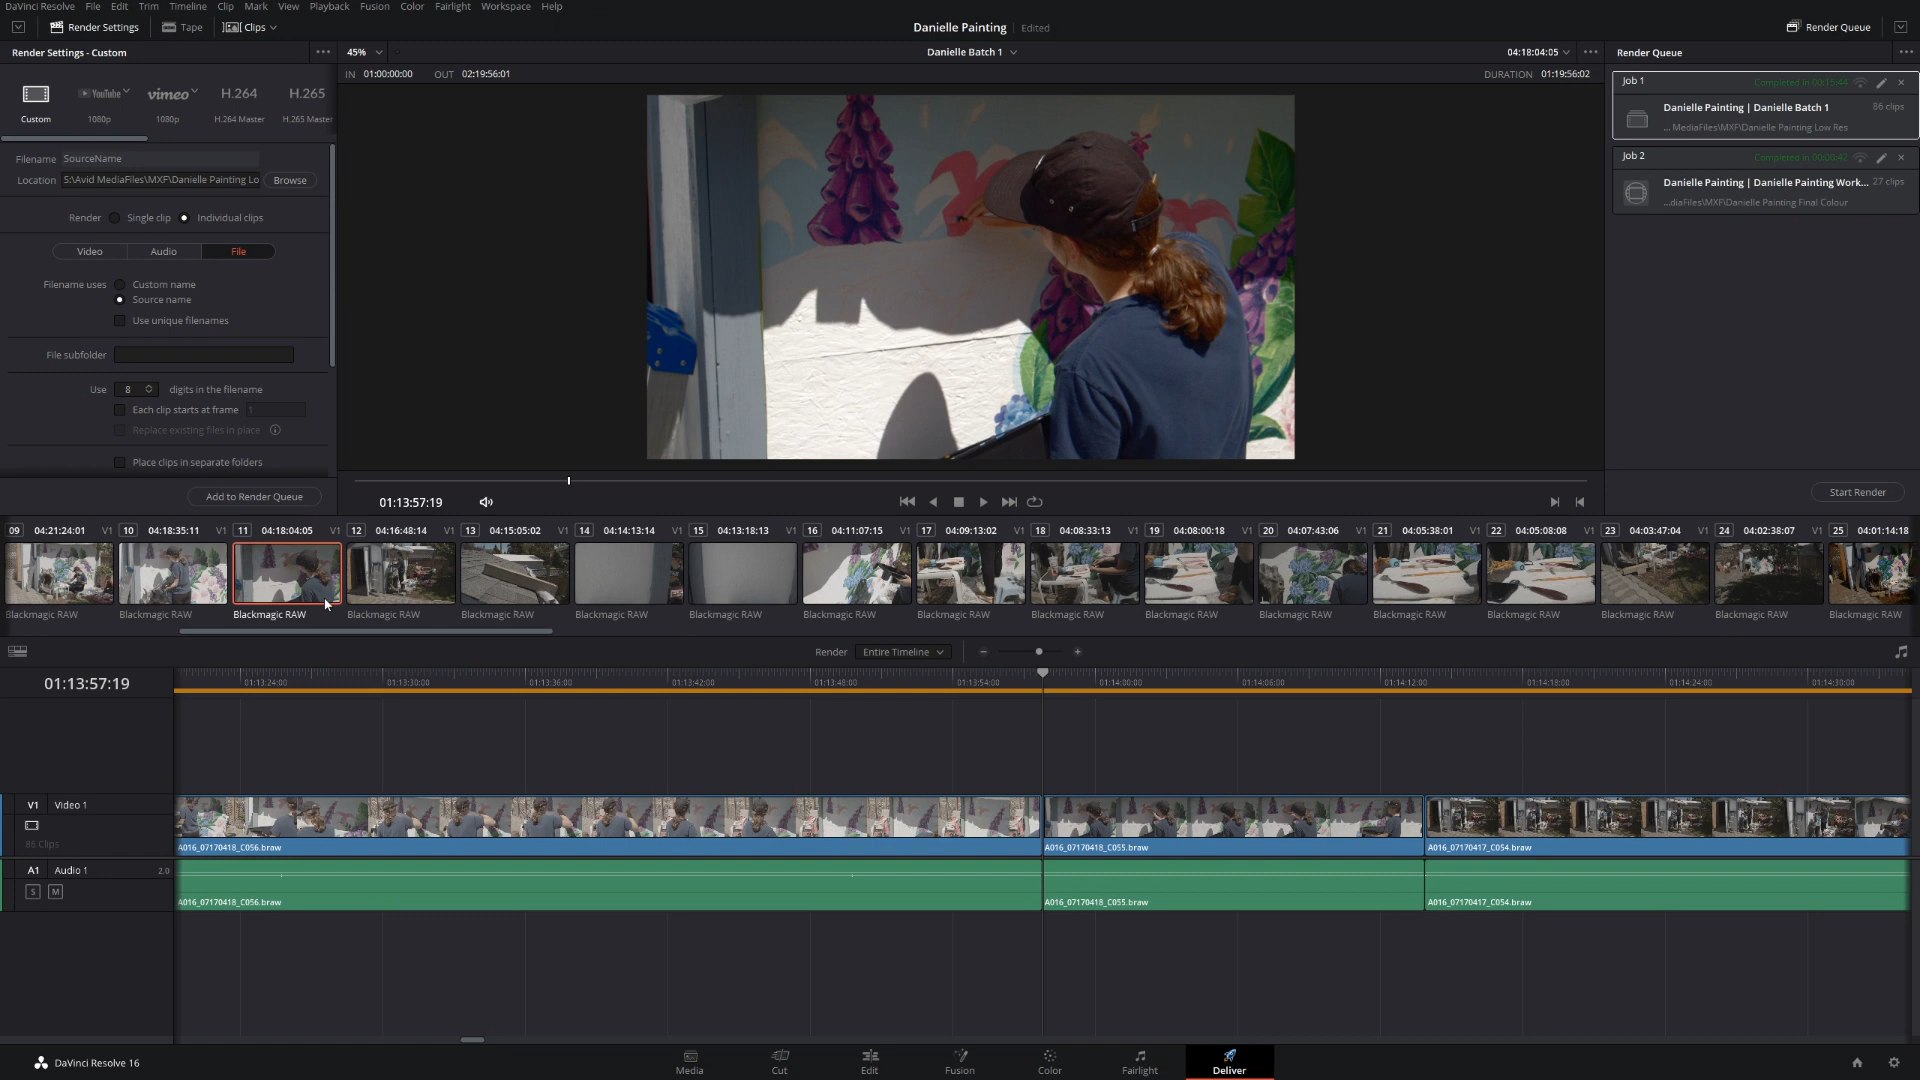 DaVinci Resolve File Edit Trim Timeline Clip Mark View Playback Fusion Color Fairlight Workspace Help
Render Settings Tape Clips Danielle Painting Edited Render Queue
Render Settings - Custom 45% Danielle Batch 1 04:18:04:05 Render Queue
IN 01:00:00:00 OUT 02:19:56:01 DURATION 01:19:56:02
Job 1 Completed in 00:15:44
YouTube vimeo H.264 H.265
Danielle Painting | Danielle Batch 1 86 clips
Custom 1080p 1080p H.264 Master H.265 Master
... MediaFiles\MXF\Danielle Painting Low Res
Job 2 Completed in 00:00:42
Filename SourceName
Location S:\Avid MediaFiles\MXF\Danielle Painting Lo Browse
Danielle Painting | Danielle Painting Work... 27 clips
...diaFiles\MXF\Danielle Painting Final Colour
Render Single clip Individual clips
Video Audio File
Filename uses Custom name
Source name
Use unique filenames
File subfolder
Use 8 digits in the filename
Each clip starts at frame 1
Replace existing files in place
Place clips in separate folders
Add to Render Queue 01:13:57:19 Start Render
09 04:21:24:01 V1 10 04:18:35:11 V1 11 04:18:04:05 V1 12 04:16:48:14 V1 13 04:15:05:02 V1 14 04:14:13:14 V1 15 04:13:18:13 V1 16 04:11:07:15 V1 17 04:09:13:02 V1 18 04:08:33:13 V1 19 04:08:00:18 V1 20 04:07:43:06 V1 21 04:05:38:01 V1 22 04:05:08:08 V1 23 04:03:47:04 V1 24 04:02:38:07 V1 25 04:01:14:18
Blackmagic RAW Blackmagic RAW Blackmagic RAW Blackmagic RAW Blackmagic RAW Blackmagic RAW Blackmagic RAW Blackmagic RAW Blackmagic RAW Blackmagic RAW Blackmagic RAW Blackmagic RAW Blackmagic RAW Blackmagic RAW Blackmagic RAW Blackmagic RAW Blackmagic RAW
Render Entire Timeline
01:13:57:19 01:13:24:00 01:13:30:00 01:13:36:00 01:13:42:00 01:13:48:00 01:13:54:00 01:14:00:00 01:14:06:00 01:14:12:00 01:14:18:00 01:14:24:00 01:14:30:00
V1 Video 1
86 Clips A016_07170418_C056.braw A016_07170418_C055.braw A016_07170417_C054.braw
A1 Audio 1 2.0
S M
A016_07170418_C056.braw A016_07170418_C055.braw A016_07170417_C054.braw
DaVinci Resolve 16 Media Cut Edit Fusion Color Fairlight Deliver